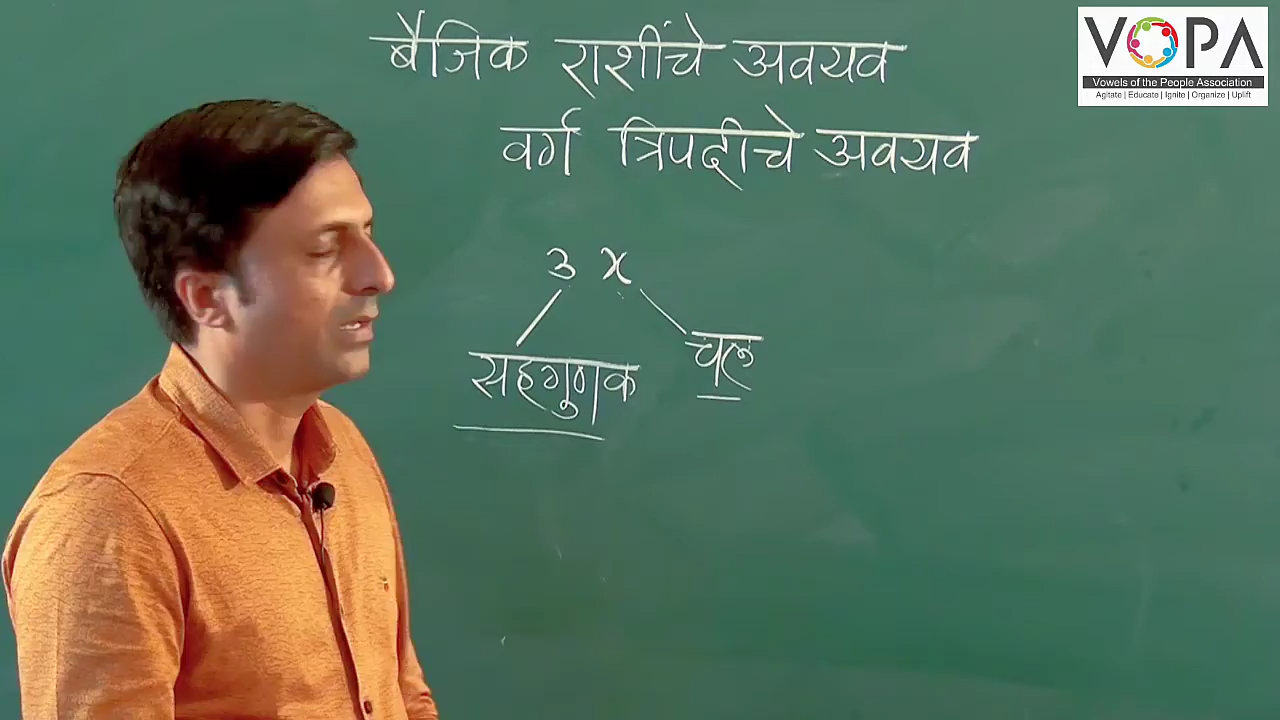 बैजिक राशींचे अवयव
वर्ग त्रिपदीचे अवयव
3 x
सहगुणक चल
VOPA
Vowels of the People Association
Agitate | Educate | Ignite | Organize | Uplift